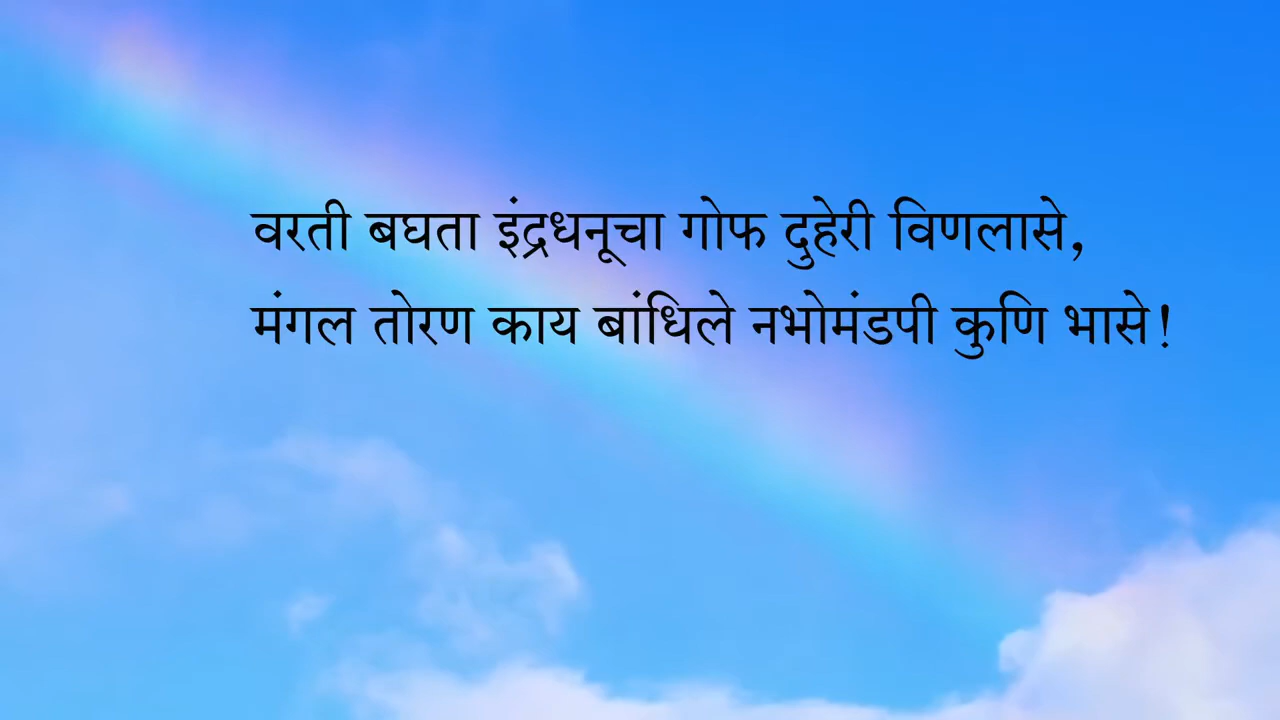 वरती बघता इंद्रधनूचा गोफ दुहेरी विणलासे,
मंगल तोरण काय बांधिले नभोमंडपी कुणि भासे!